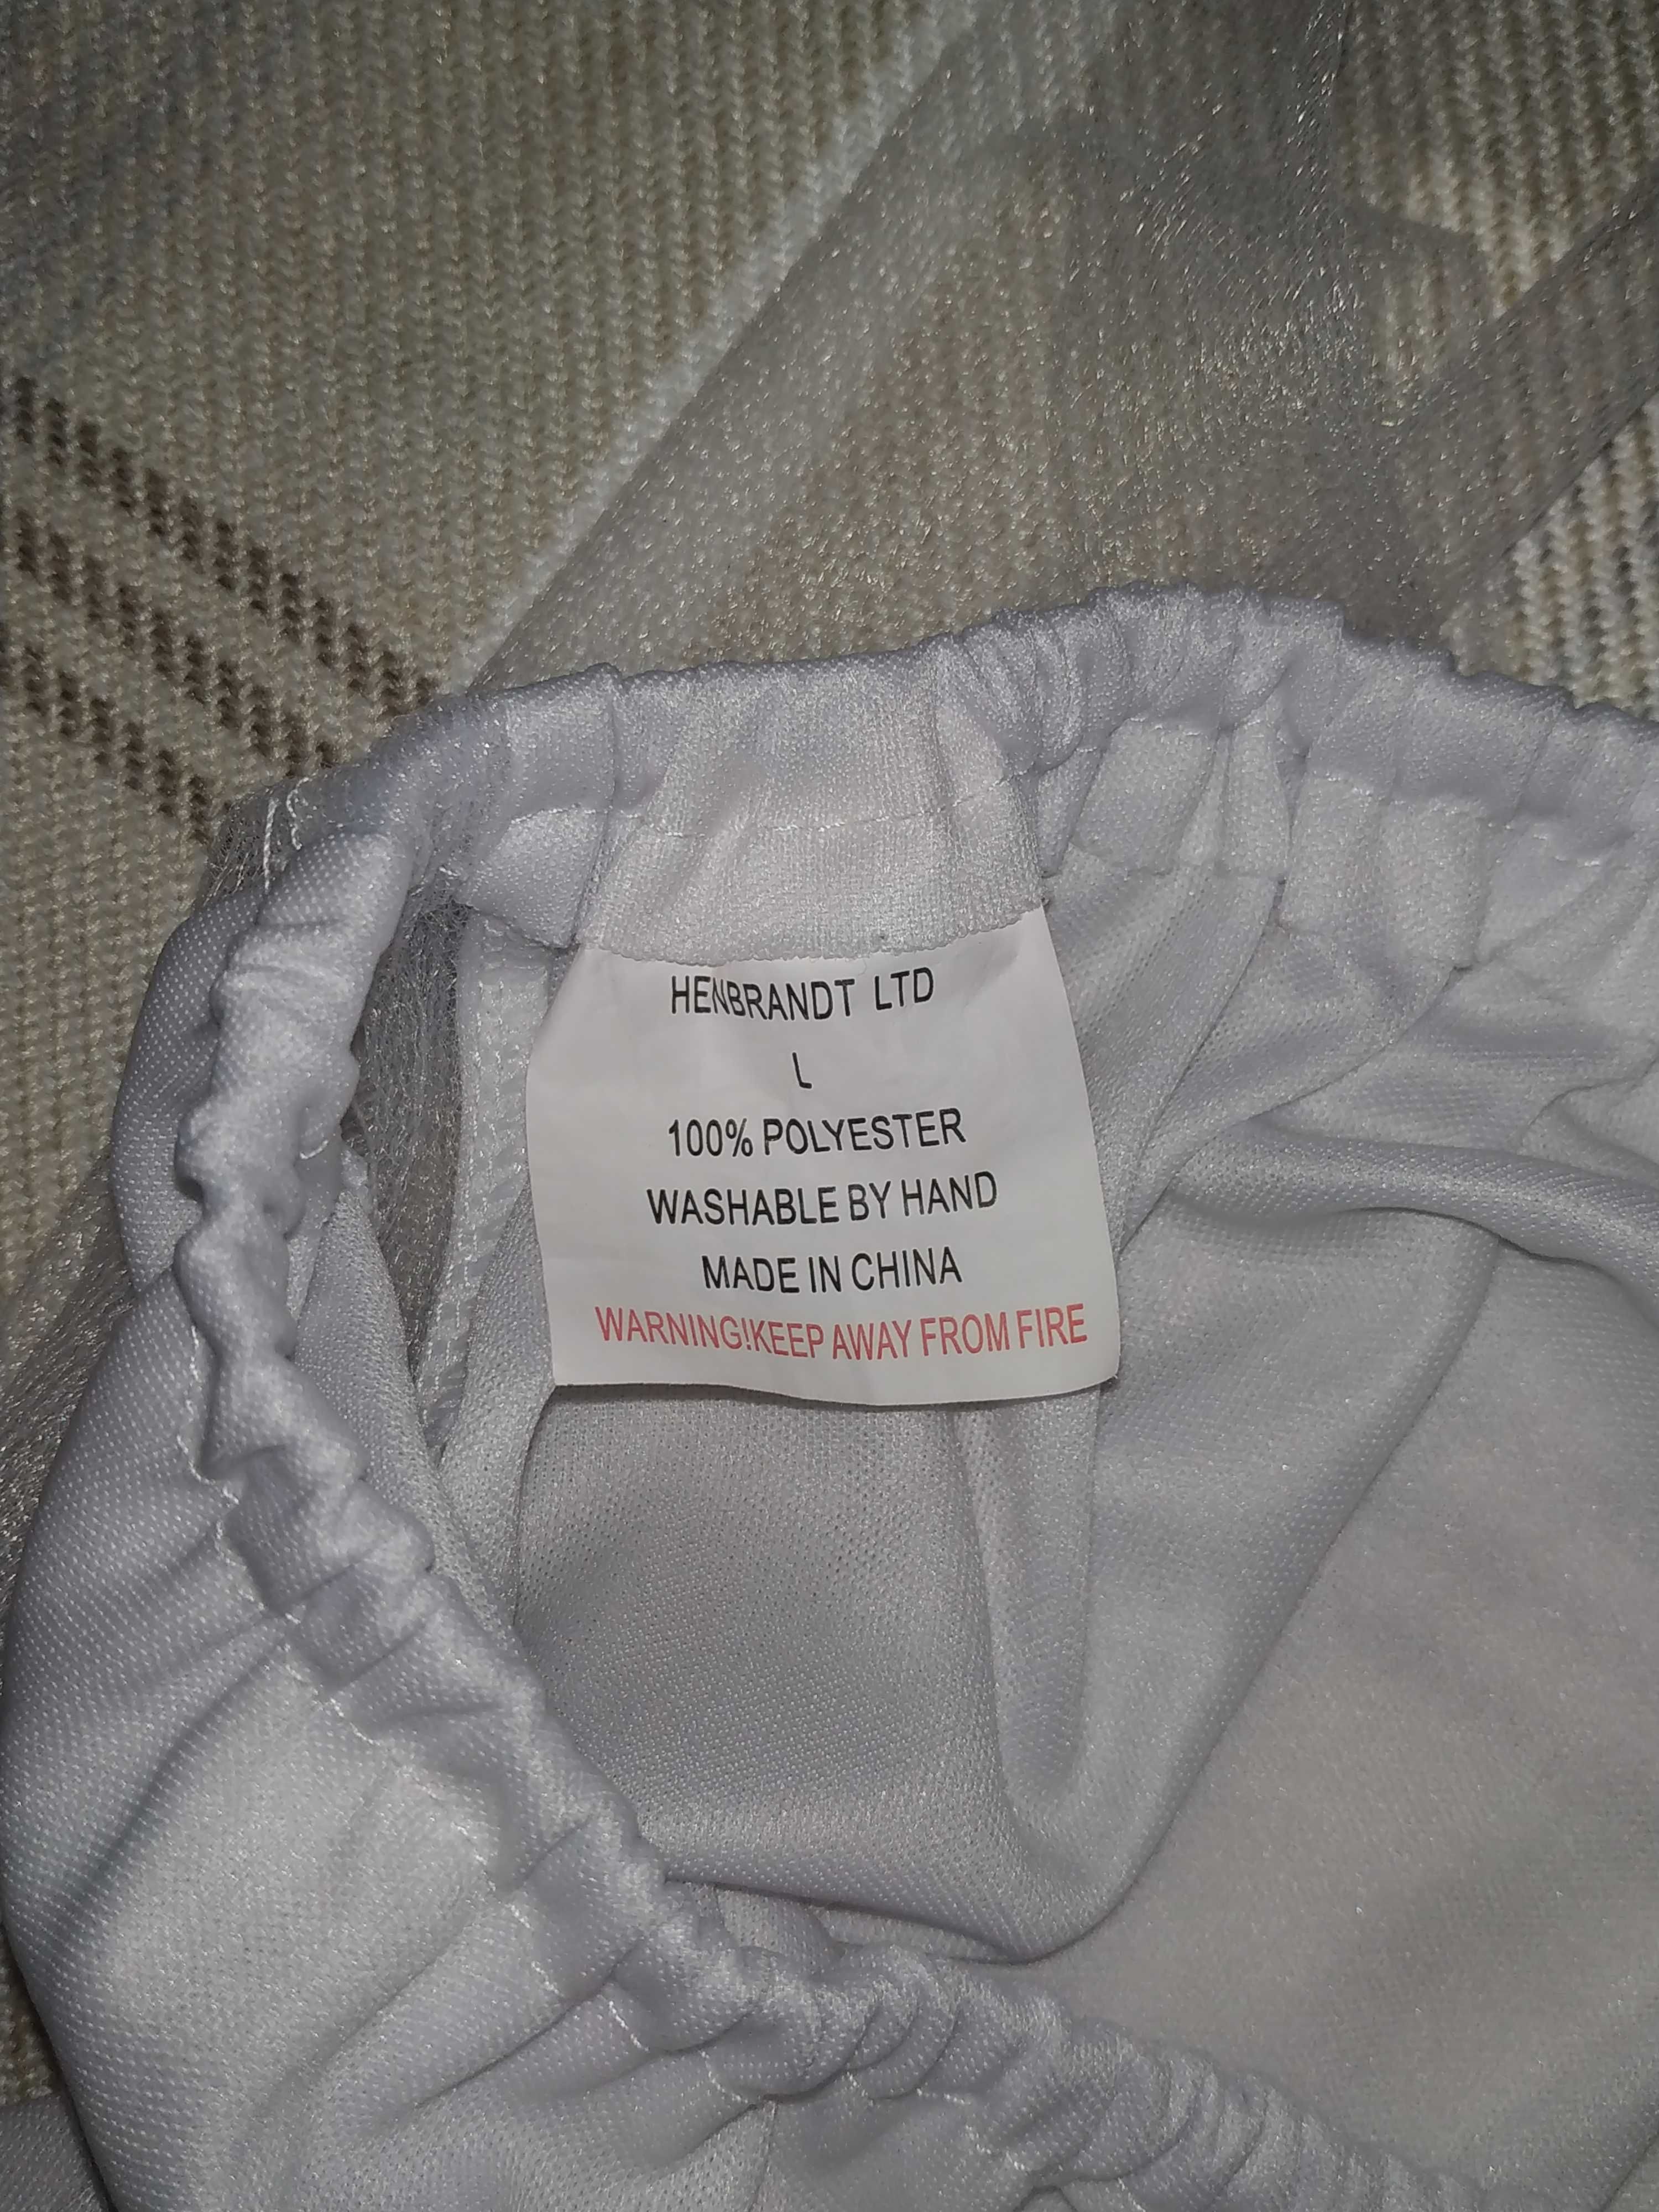 HENBRANDT LTD
L
100% POLYESTER
WASHABLE BY HAND
MADE IN CHINA
WARNING!KEEP AWAY FROM FIRE